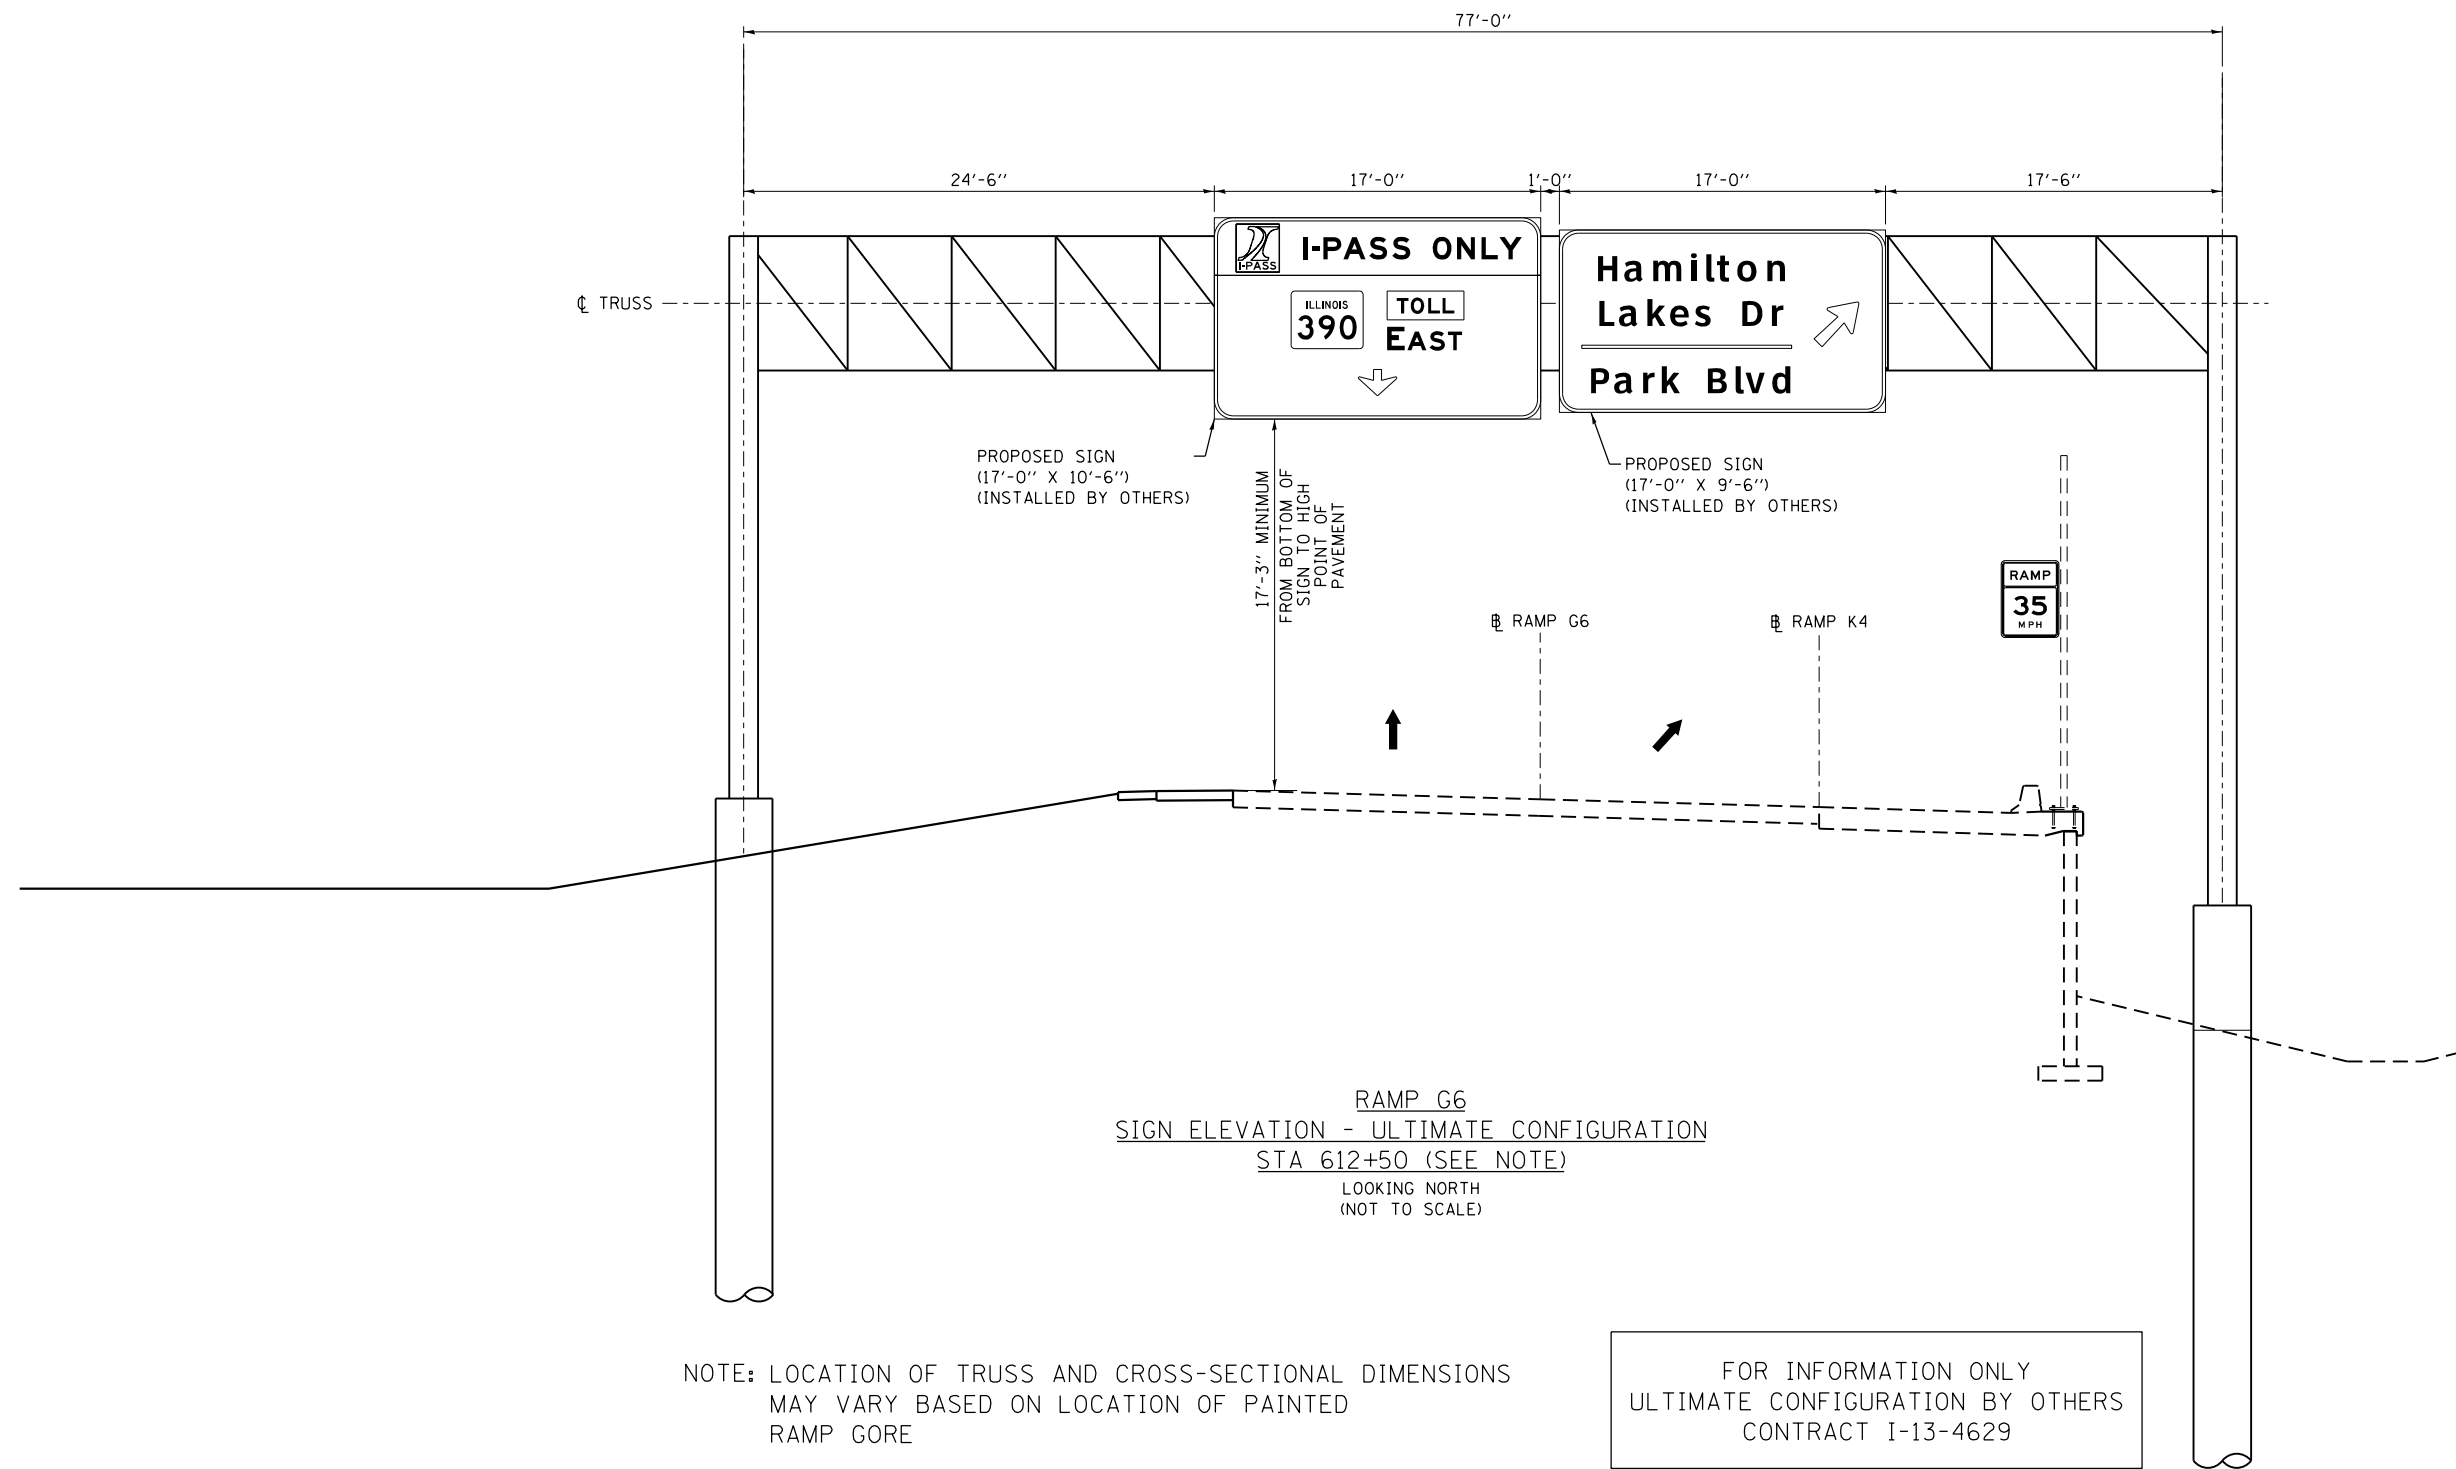 77'-0"
24'-6"
17'-0"
1'-0"
17'-0"
17'-6"
I-PASS
I-PASS ONLY
ILLINOIS
390
TOLL
EAST
Hamilton
Lakes Dr
Park Blvd
℄ TRUSS
PROPOSED SIGN
(17'-0" X 10'-6")
(INSTALLED BY OTHERS)
17'-3" MINIMUM
FROM BOTTOM OF
SIGN TO HIGH
POINT OF
PAVEMENT
PROPOSED SIGN
(17'-0" X 9'-6")
(INSTALLED BY OTHERS)
RAMP
35
MPH
BL RAMP G6
BL RAMP K4
RAMP G6
SIGN ELEVATION - ULTIMATE CONFIGURATION
STA 612+50 (SEE NOTE)
LOOKING NORTH
(NOT TO SCALE)
NOTE: LOCATION OF TRUSS AND CROSS-SECTIONAL DIMENSIONS
MAY VARY BASED ON LOCATION OF PAINTED
RAMP GORE
FOR INFORMATION ONLY
ULTIMATE CONFIGURATION BY OTHERS
CONTRACT I-13-4629